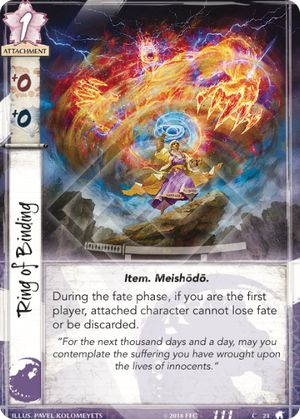 1
ATTACHMENT
+0
+0
Ring of Binding
Item. Meishōdō.
During the fate phase, if you are the first
player, attached character cannot lose fate
or be discarded.
"For the next thousand days and a day, may you
contemplate the suffering you have wrought upon
the lives of innocents."
ILLUS. PAVEL KOLOMEYETS
© 2018 FFG
C 21